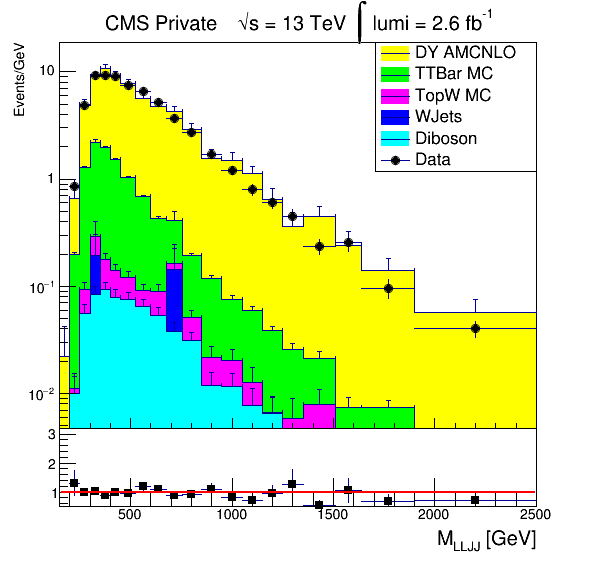 CMS Private √s = 13 TeV ∫ lumi = 2.6 fb⁻¹
Events/GeV
DY AMCNLO
TTBar MC
TopW MC
WJets
Diboson
Data
10
1
10⁻¹
10⁻²
3
2
1
500 1000 1500 2000 2500
M_LLJJ [GeV]